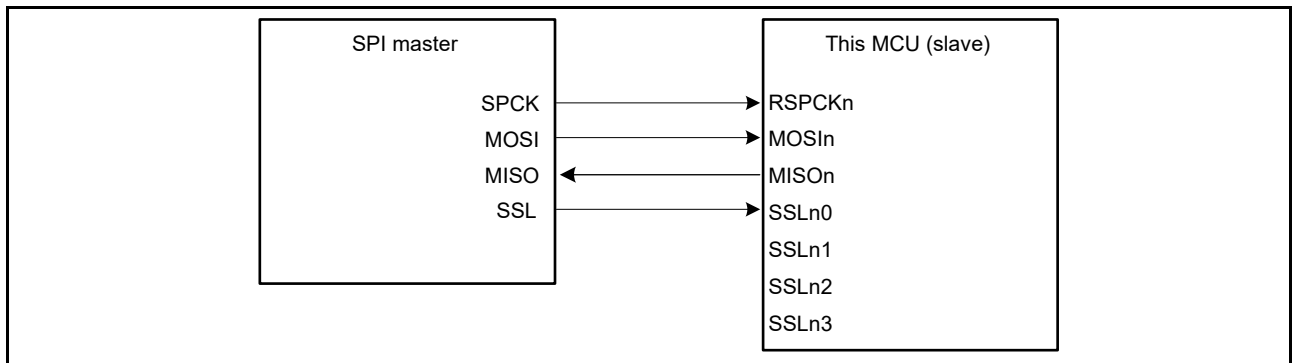 SPI master
This MCU (slave)
SPCK
RSPCKn
MOSI
MOSIn
MISO
MISOn
SSL
SSLn0
SSLn1
SSLn2
SSLn3